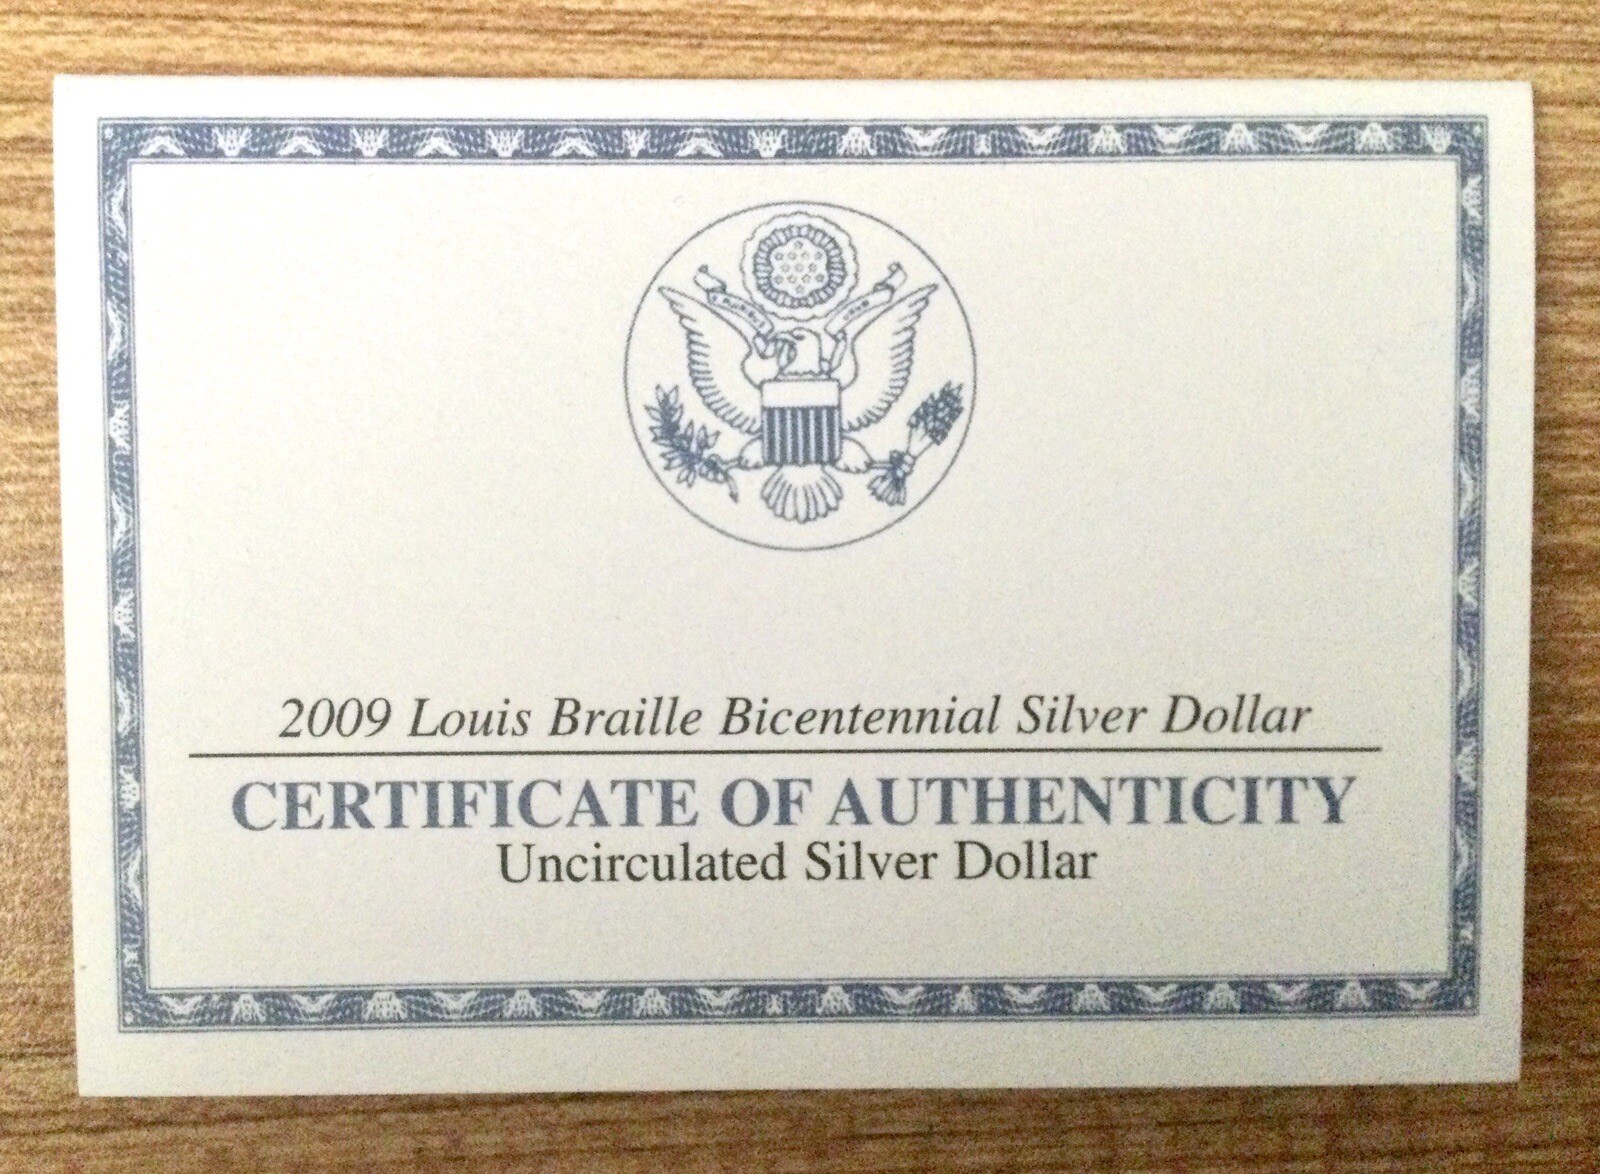 2009 Louis Braille Bicentennial Silver Dollar
CERTIFICATE OF AUTHENTICITY
Uncirculated Silver Dollar